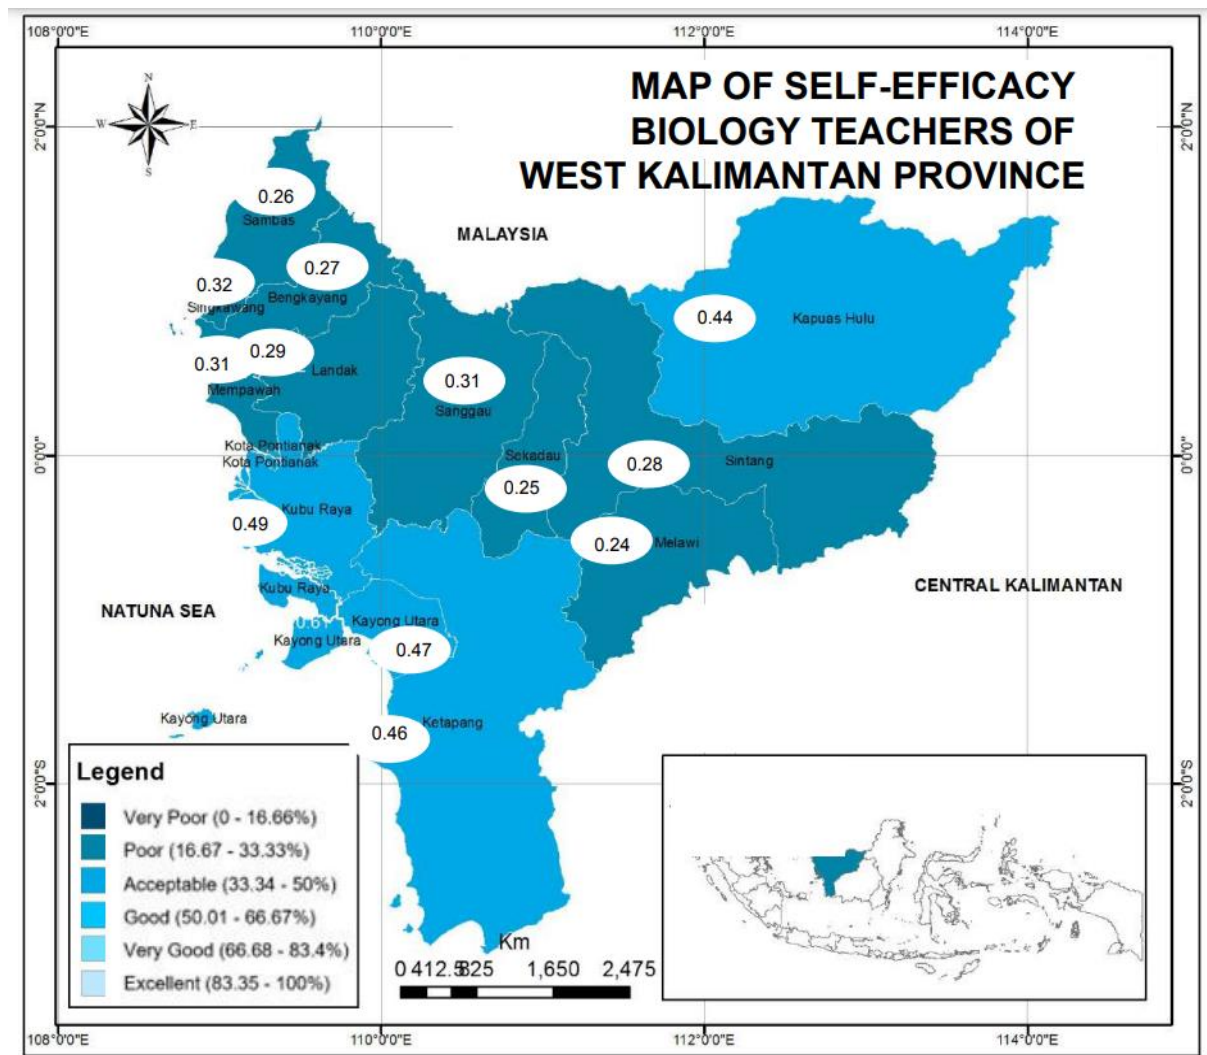 108°0'0"E 110°0'0"E 112°0'0"E 114°0'0"E
MAP OF SELF-EFFICACY
BIOLOGY TEACHERS OF
WEST KALIMANTAN PROVINCE
N
W E
S
2°0'0"N 2°0'0"N
0.26
Sambas
MALAYSIA
0.27
0.32
Bengkayang
Singkawang
0.44
Kapuas Hulu
0.29
0.31
Landak
Mempawah
0.31
Sanggau
Kota Pontianak
Kota Pontianak
Sekadau
0.28
Sintang
0°0'0" 0°0'0"
0.25
Kubu Raya
0.49
0.24
Melawi
Kubu Raya
CENTRAL KALIMANTAN
NATUNA SEA
0.61
Kayong Utara
Kayong Utara
0.47
Kayong Utara
Ketapang
0.46
2°0'0"S 2°0'0"S
Legend
Very Poor (0 - 16.66%)
Poor (16.67 - 33.33%)
Acceptable (33.34 - 50%)
Good (50.01 - 66.67%)
Very Good (66.68 - 83.4%)
Excellent (83.35 - 100%)
Km
0 412.5 825 1,650 2,475
108°0'0"E 110°0'0"E 112°0'0"E 114°0'0"E